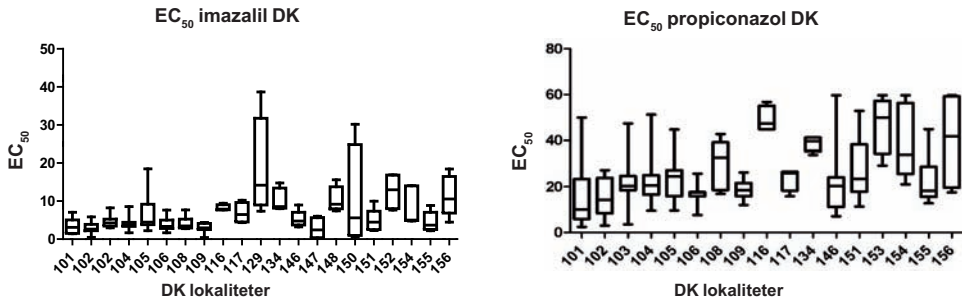 EC50 imazalil DK
50
40
30
20
10
0
EC50
101 102 102 104 105 106 108 109 116 117 129 134 146 147 148 150 151 152 154 155 156
DK lokaliteter
EC50 propiconazol DK
80
60
40
20
0
EC50
101 102 103 104 105 106 108 109 116 117 134 146 151 153 154 155 156
DK lokaliteter